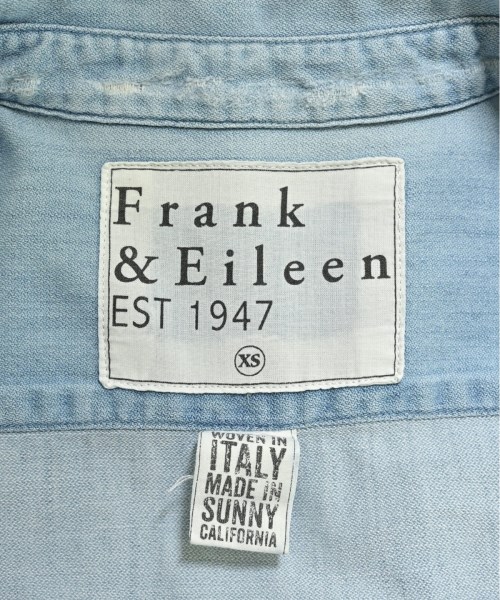 Frank
& Eileen
EST 1947
XS
WOVEN IN
ITALY
MADE IN
SUNNY
CALIFORNIA